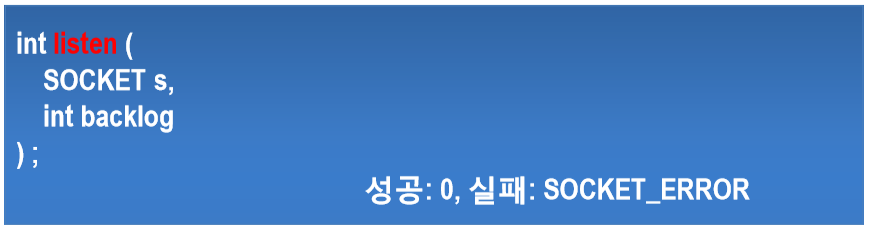 int listen (
SOCKET s,
int backlog
) ;
성공: 0, 실패: SOCKET_ERROR